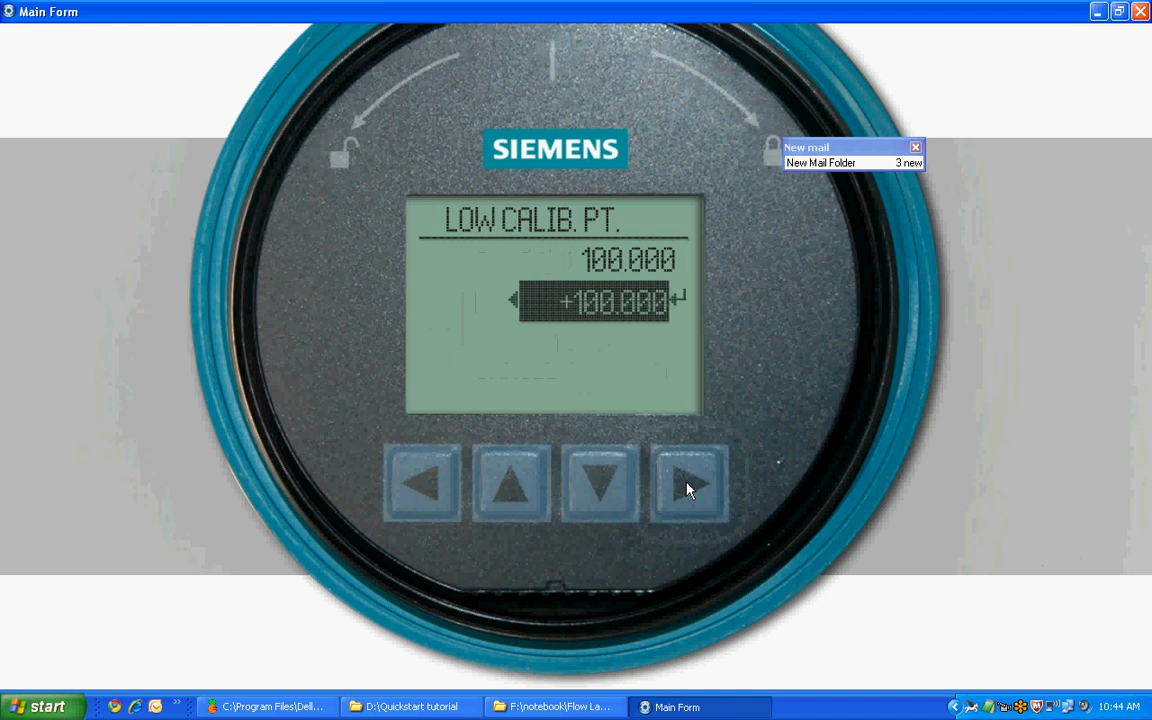 Main Form
SIEMENS
New mail
New Mail Folder 3 new
LOW CALIB. PT.
100.000
+100.000
start
C:\Program Files\Dell...
D:\Quickstart tutorial
F:\notebook\Flow La...
Main Form
10:44 AM